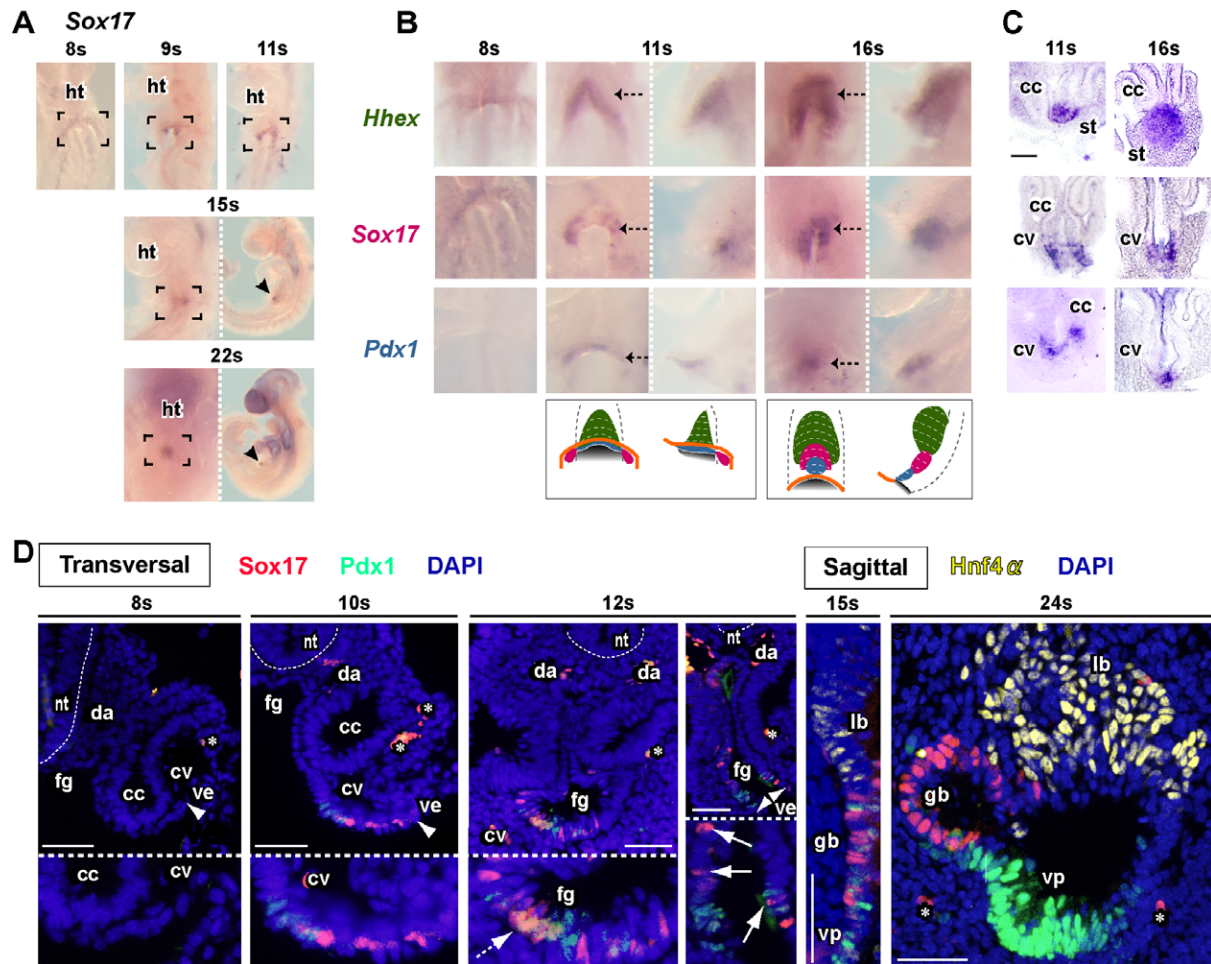 A
Sox17
8s
9s
11s
ht
ht
ht
15s
ht
22s
ht
B
8s
11s
16s
Hhex
Sox17
Pdx1
C
11s
16s
cc
st
cc
st
cc
cv
cv
cc
cv
cv
D
Transversal
Sox17
Pdx1
DAPI
Sagittal
Hnf4α
DAPI
8s
10s
12s
15s
24s
nt
da
*
fg
cc
cv
ve
cc
cv
nt
da
fg
cc
*
*
cv
ve
cv
nt
da
da
*
fg
cv
fg
nt
da
*
fg
ve
lb
gb
vp
lb
gb
vp
*
*